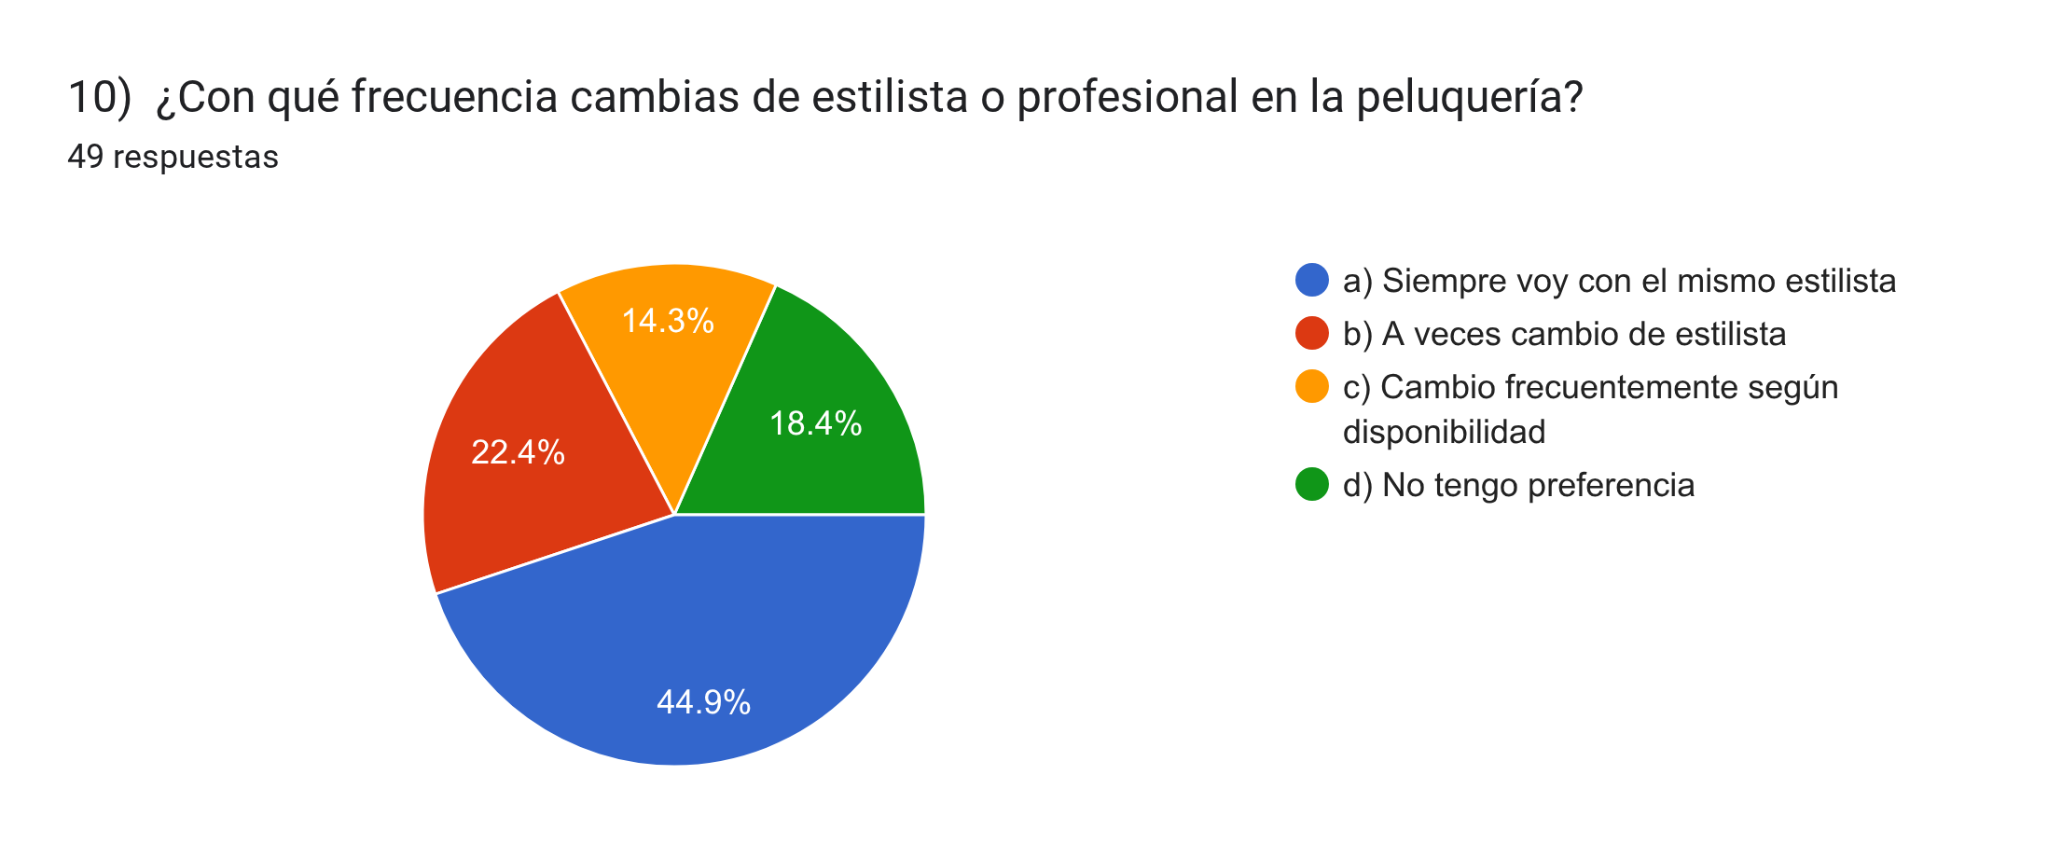 10)  ¿Con qué frecuencia cambias de estilista o profesional en la peluquería?
49 respuestas
14.3%
18.4%
22.4%
44.9%
a) Siempre voy con el mismo estilista
b) A veces cambio de estilista
c) Cambio frecuentemente según
disponibilidad
d) No tengo preferencia